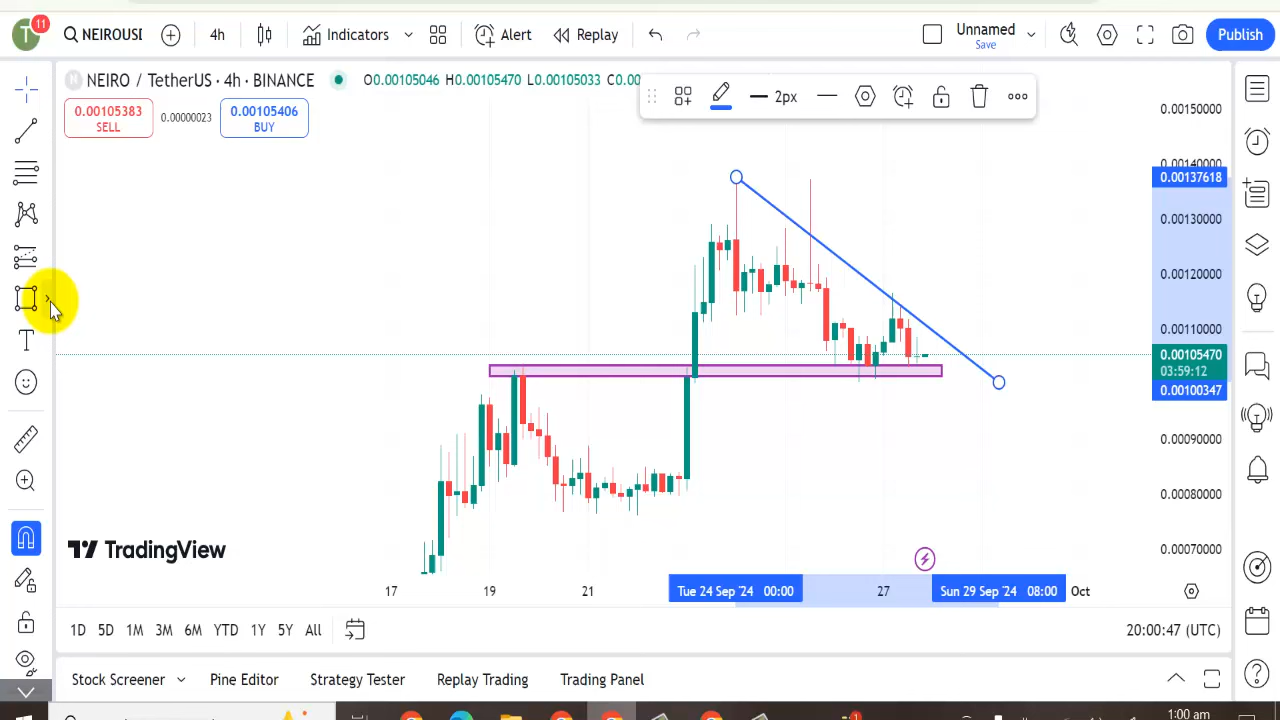 T 11 NEIROUSI 4h Indicators Alert Replay Unnamed Save Publish
N NEIRO / TetherUS · 4h · BINANCE O0.00105046 H0.00105470 L0.00105033 C0.00
0.00105383 SELL 0.00000023 0.00105406 BUY
2px
0.00150000
0.00140000
0.00137618
0.00130000
0.00120000
0.00110000
0.00105470
03:59:12
0.00100347
0.00090000
0.00080000
0.00070000
T
TradingView
17 19 21 Tue 24 Sep '24 00:00 27 Sun 29 Sep '24 08:00 Oct
1D 5D 1M 3M 6M YTD 1Y 5Y All 20:00:47 (UTC)
Stock Screener Pine Editor Strategy Tester Replay Trading Trading Panel
1:00 am